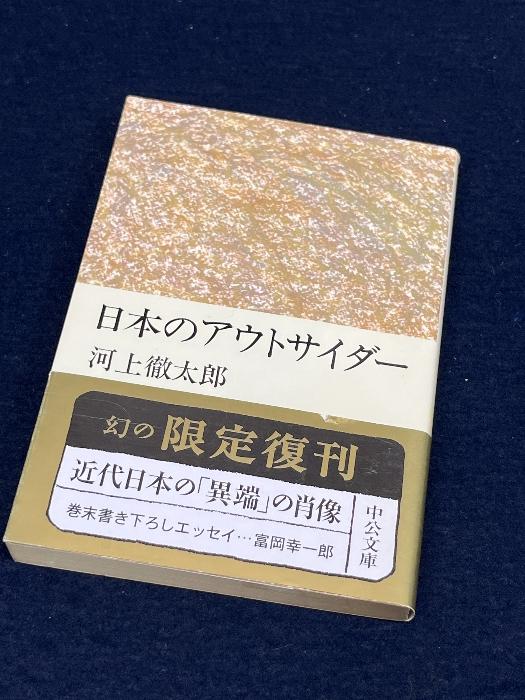 日本のアウトサイダー
河上徹太郎
幻の限定復刊
近代日本の「異端」の肖像
巻末書き下ろしエッセイ…富岡幸一郎
中公文庫